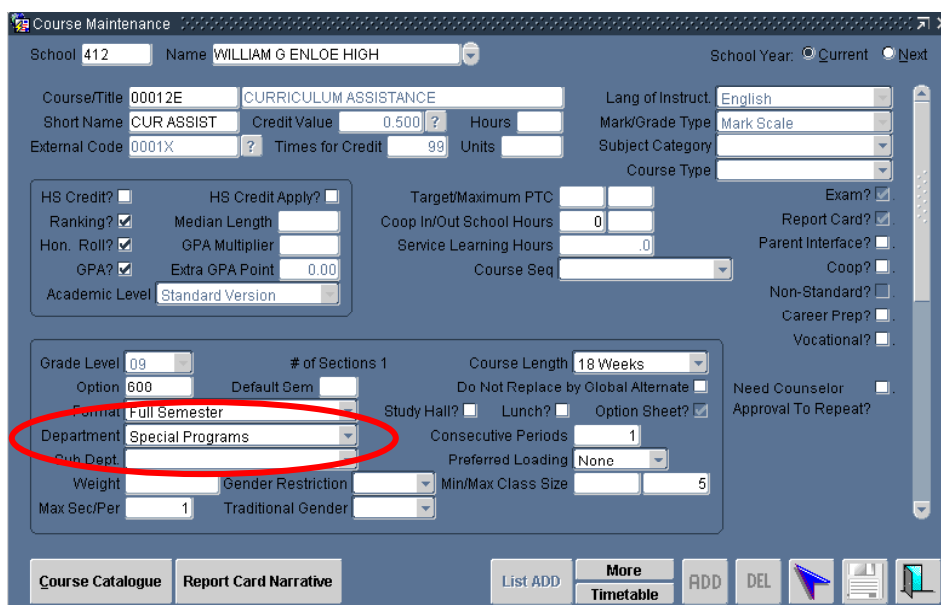 Course Maintenance
School 412 Name WILLIAM G ENLOE HIGH School Year: Current Next
Course/Title 00012E CURRICULUM ASSISTANCE Lang of Instruct. English
Short Name CUR ASSIST Credit Value 0.500 ? Hours Mark/Grade Type Mark Scale
External Code 0001X ? Times for Credit 99 Units Subject Category
Course Type
HS Credit? HS Credit Apply? Target/Maximum PTC Exam?
Ranking? Median Length Coop In/Out School Hours 0 Report Card?
Hon. Roll? GPA Multiplier Service Learning Hours .0 Parent Interface?
GPA? Extra GPA Point 0.00 Course Seq Coop?
Academic Level Standard Version Non-Standard?
Career Prep?
Vocational?
Grade Level 09 # of Sections 1 Course Length 18 Weeks
Option 600 Default Sem Do Not Replace by Global Alternate Need Counselor
Format Full Semester Study Hall? Lunch? Option Sheet? Approval To Repeat?
Department Special Programs Consecutive Periods 1
Sub Dept. Preferred Loading None
Weight Gender Restriction Min/Max Class Size 5
Max Sec/Per 1 Traditional Gender
Course Catalogue Report Card Narrative List ADD More ADD DEL
Timetable